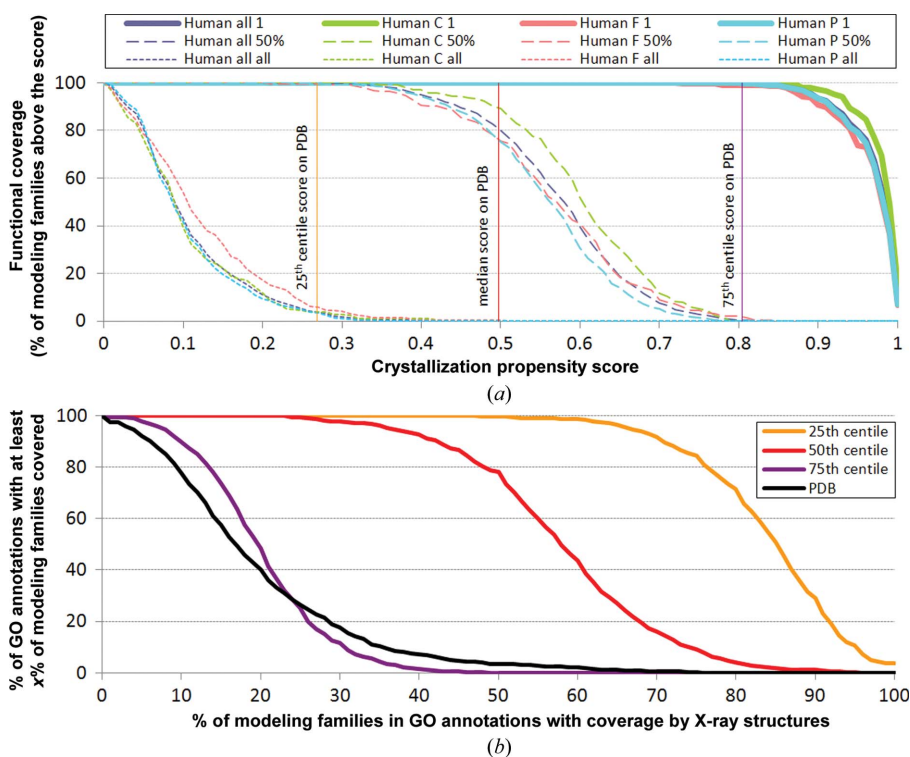 Human all 1 Human C 1 Human F 1 Human P 1
Human all 50% Human C 50% Human F 50% Human P 50%
Human all all Human C all Human F all Human P all
Functional coverage
(% of modeling families above the score)
100
80
60
40
20
0
25th centile score on PDB
median score on PDB
75th centile score on PDB
0 0.1 0.2 0.3 0.4 0.5 0.6 0.7 0.8 0.9 1
Crystallization propensity score
(a)
% of GO annotations with at least
x% of modeling families covered
100
80
60
40
20
0
25th centile
50th centile
75th centile
PDB
0 10 20 30 40 50 60 70 80 90 100
% of modeling families in GO annotations with coverage by X-ray structures
(b)